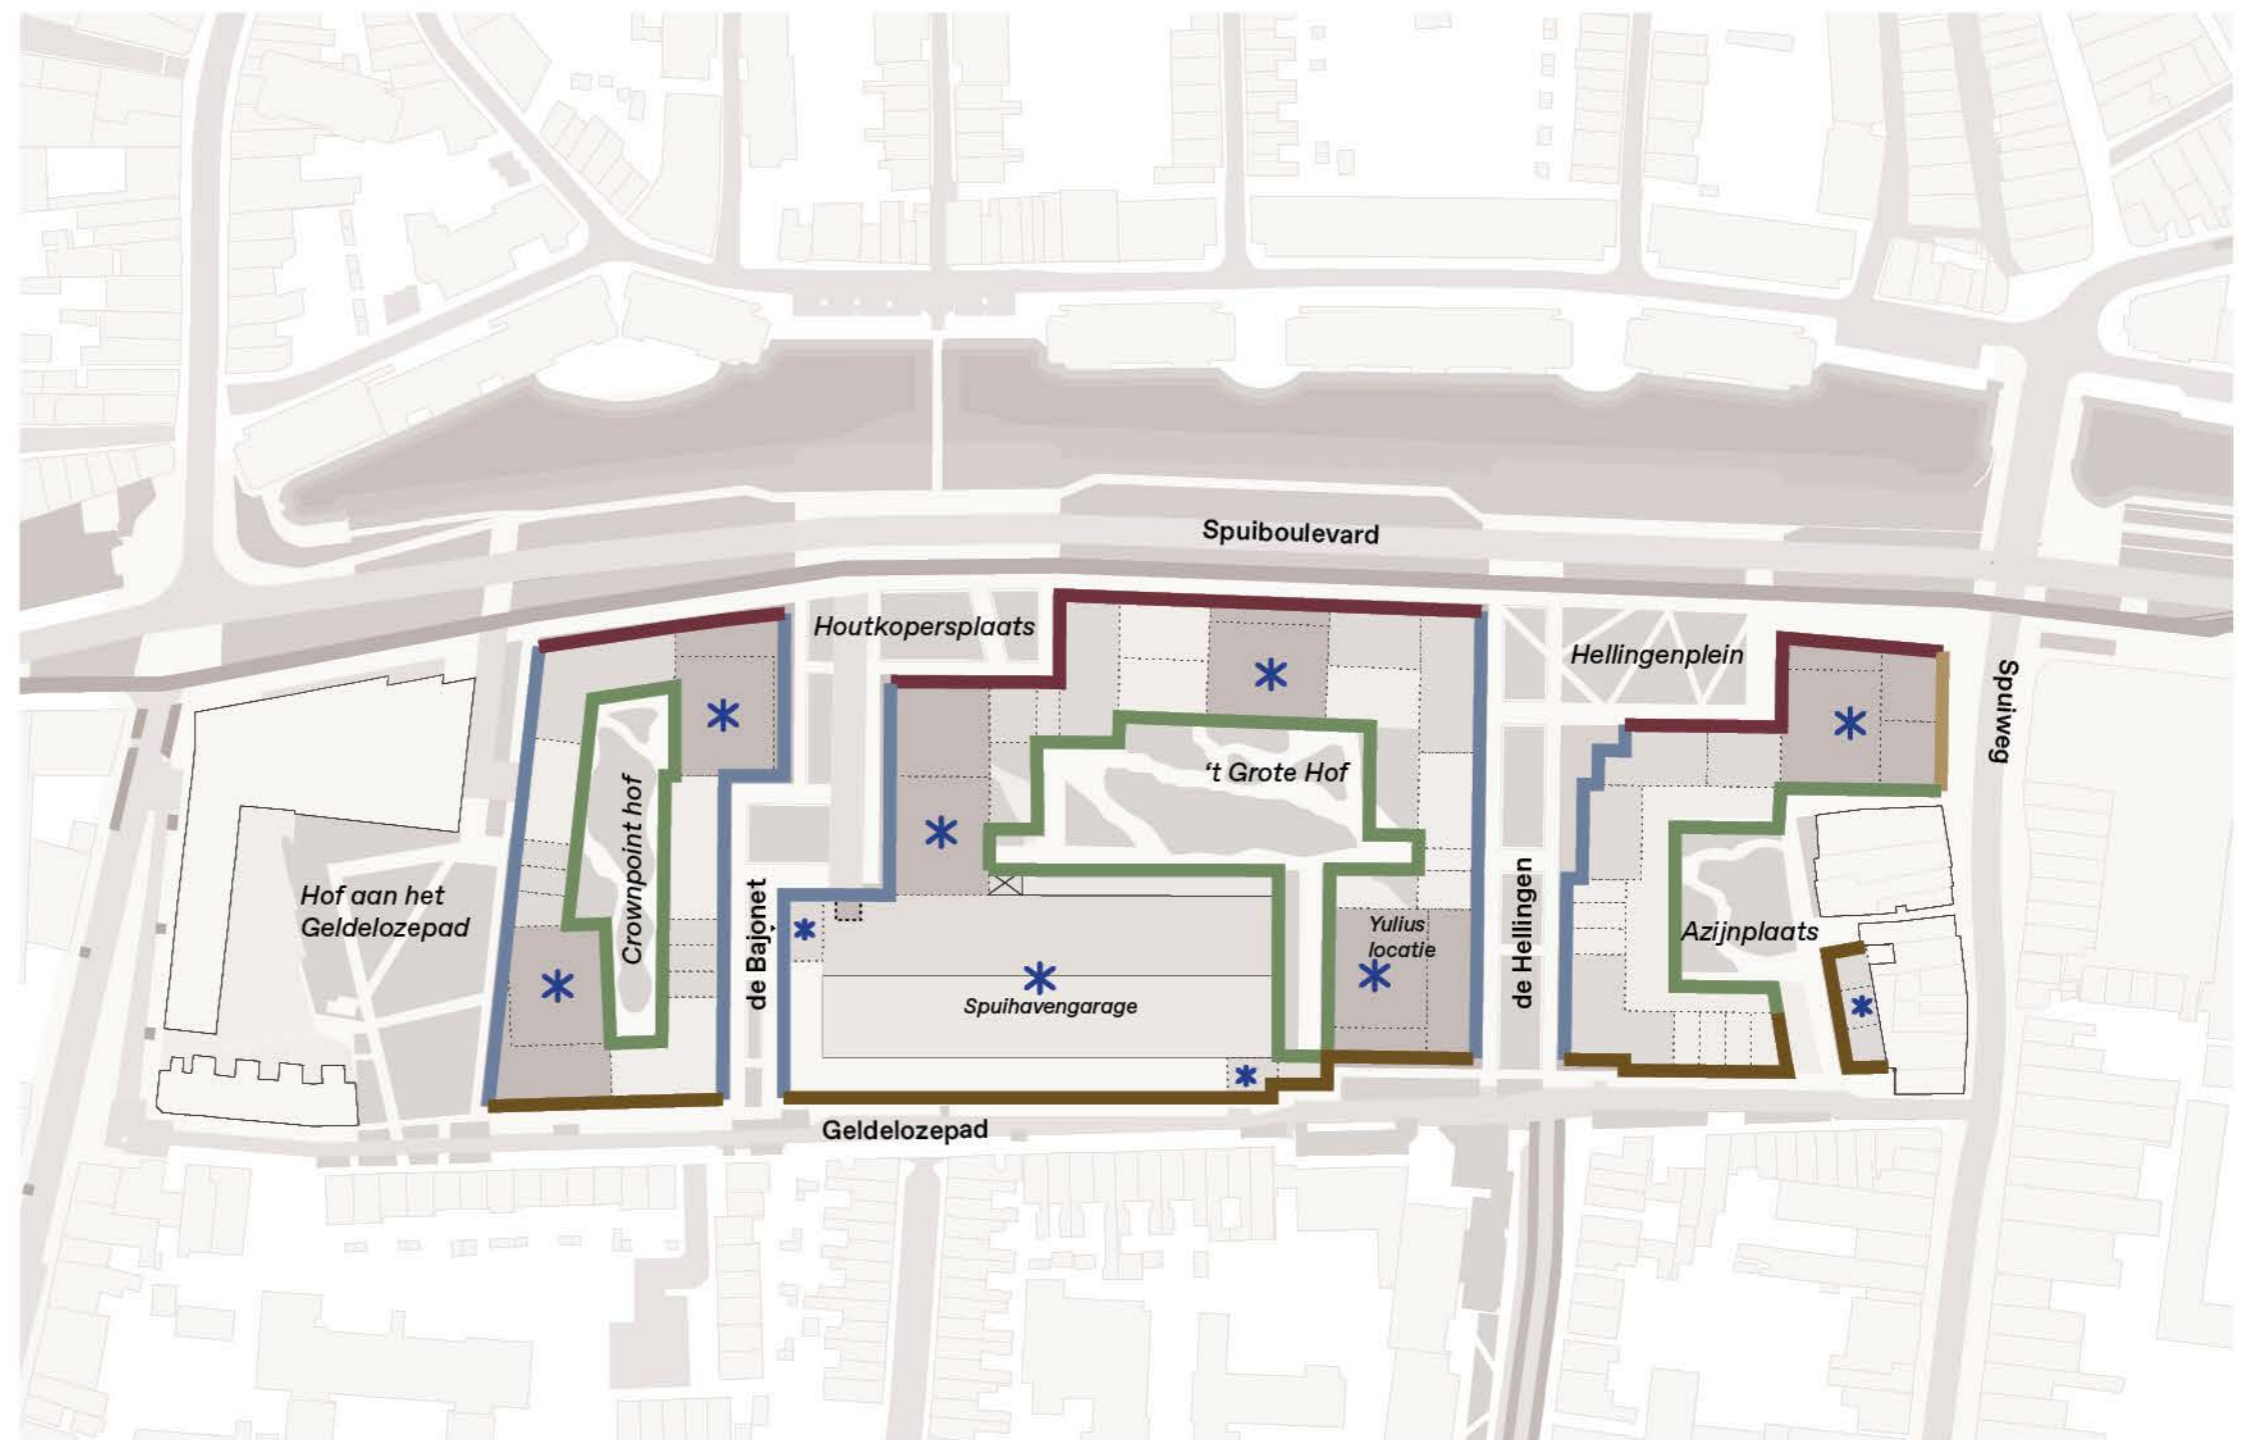 Spuiboulevard
Houtkopersplaats
Hellingenplein
Spuiweg
't Grote Hof
Crownpoint hof
Hof aan het
Geldelozepad
de Bajonet
Yulius
locatie
de Hellingen
Azijnplaats
Spuihavengarage
Geldelozepad